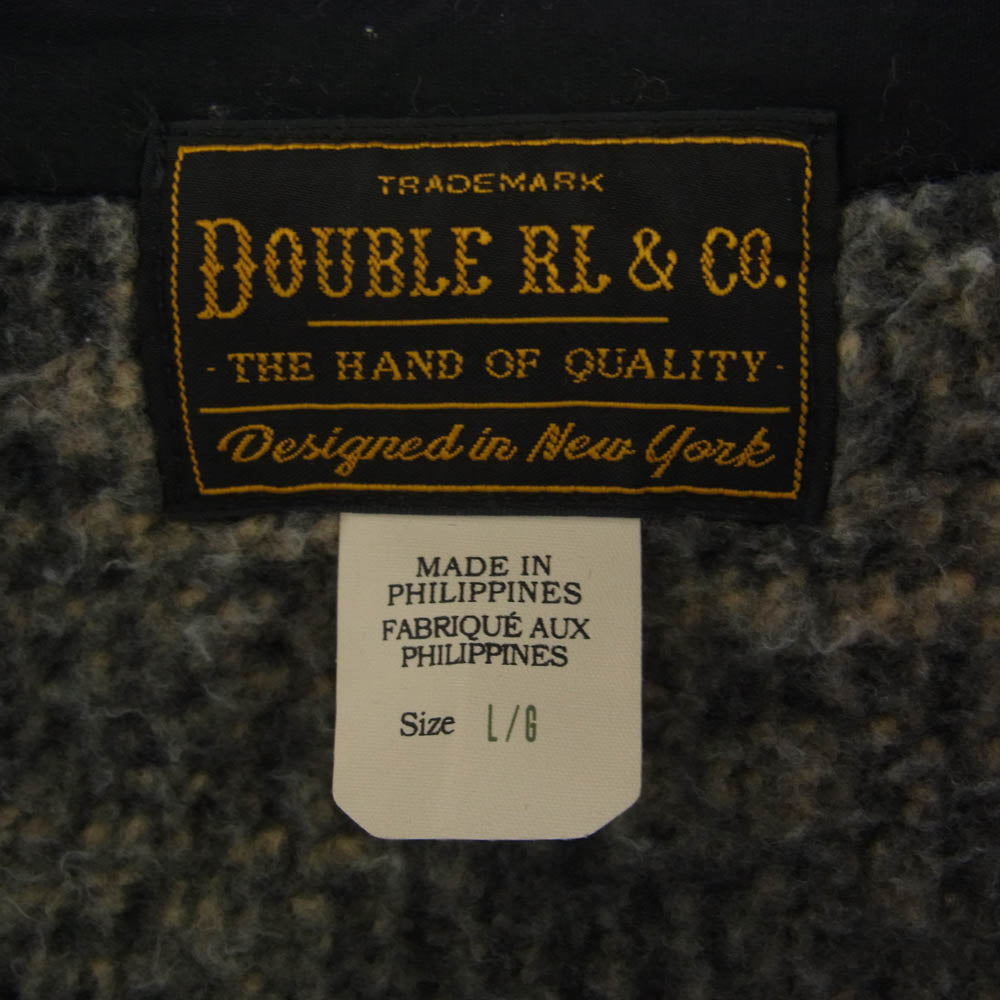 TRADEMARK
DOUBLE RL & CO.
- THE HAND OF QUALITY -
Designed in New York
MADE IN
PHILIPPINES
FABRIQUÉ AUX
PHILIPPINES
Size L/G